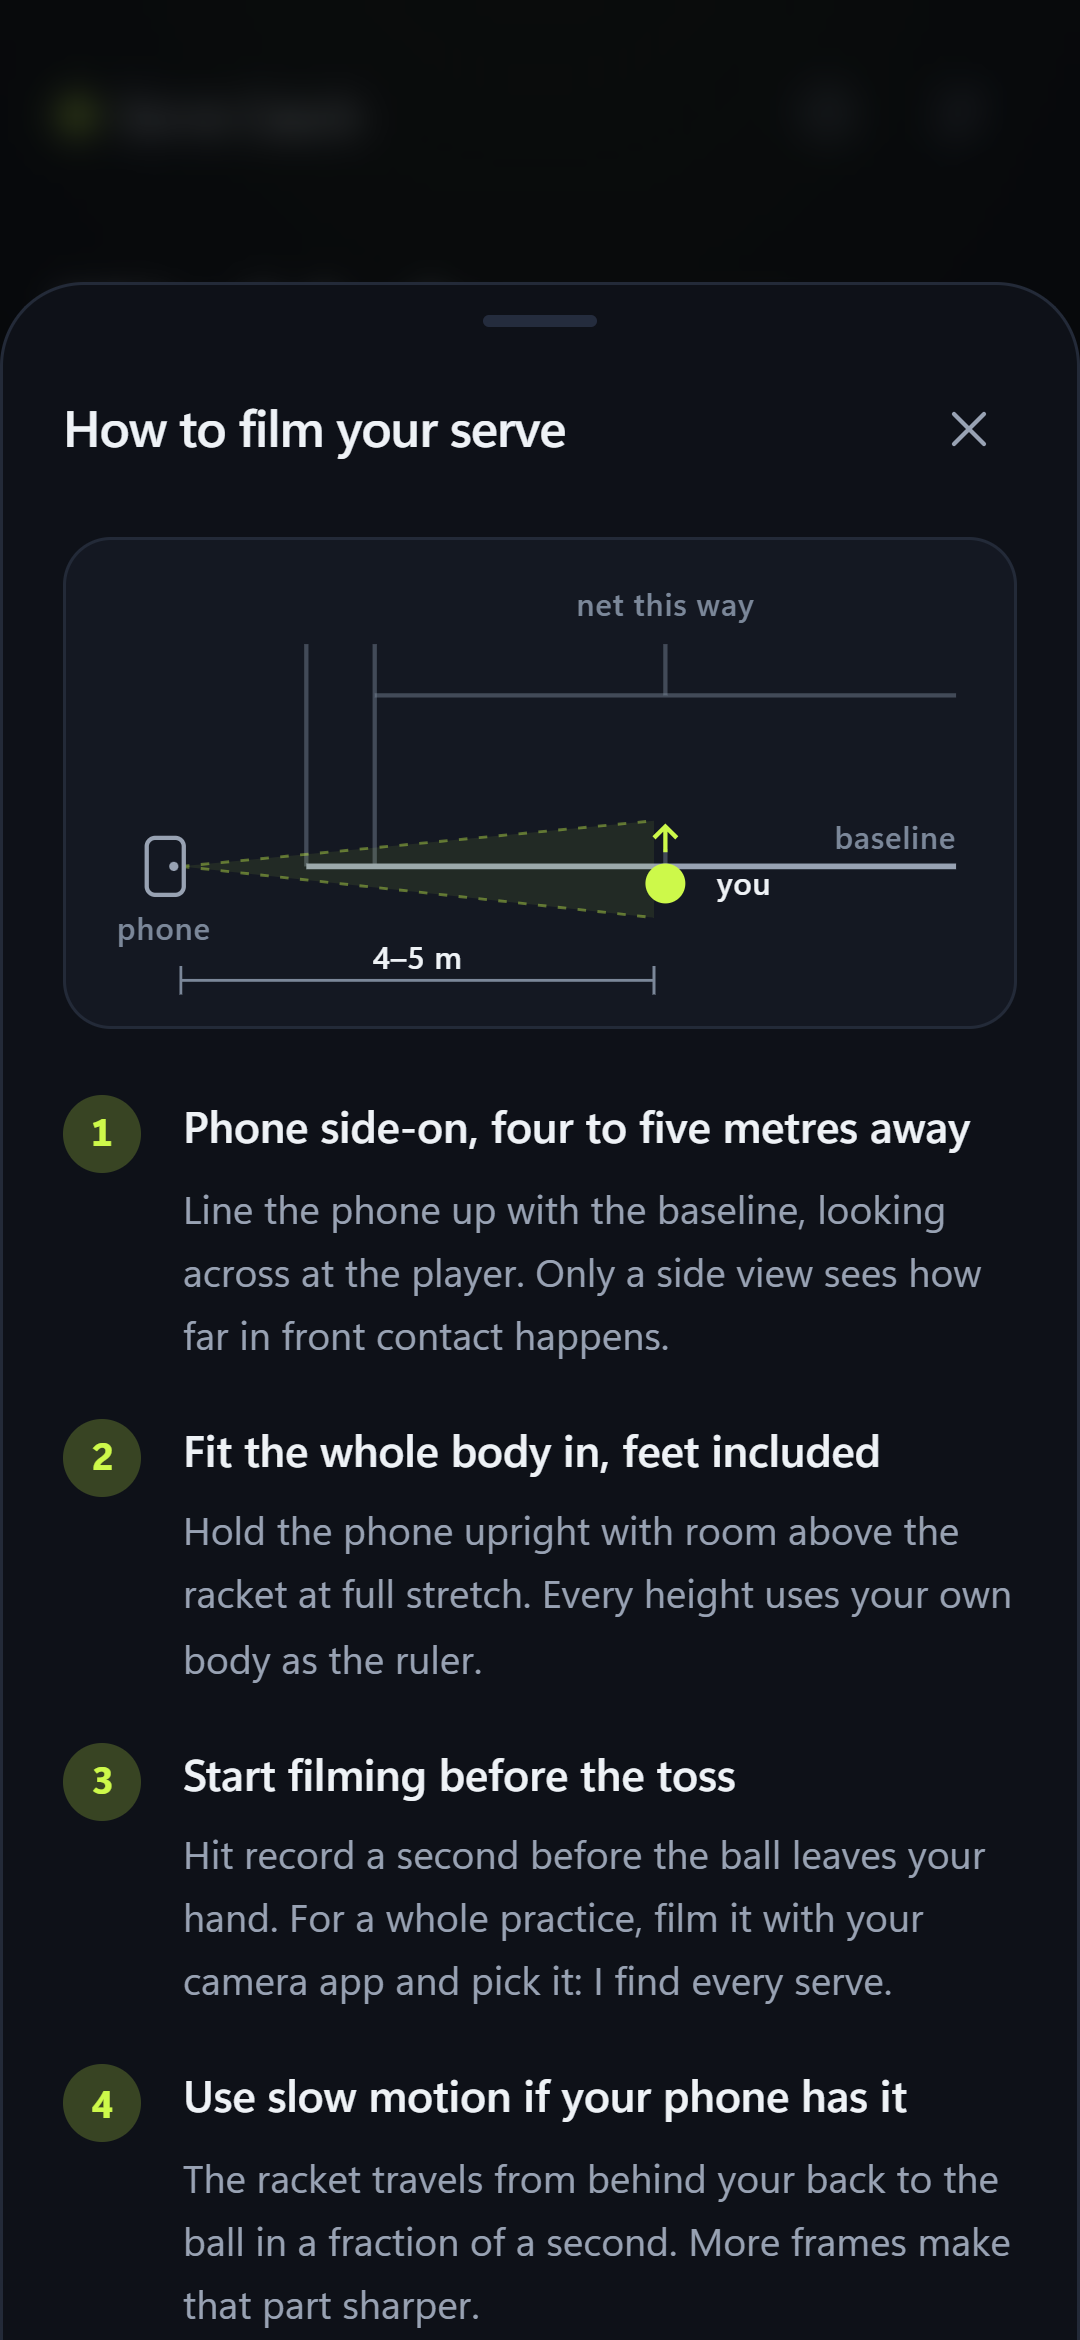 How to film your serve
net this way
baseline
you
phone
4–5 m
1
Phone side-on, four to five metres away
Line the phone up with the baseline, looking
across at the player. Only a side view sees how
far in front contact happens.
2
Fit the whole body in, feet included
Hold the phone upright with room above the
racket at full stretch. Every height uses your own
body as the ruler.
3
Start filming before the toss
Hit record a second before the ball leaves your
hand. For a whole practice, film it with your
camera app and pick it: I find every serve.
4
Use slow motion if your phone has it
The racket travels from behind your back to the
ball in a fraction of a second. More frames make
that part sharper.